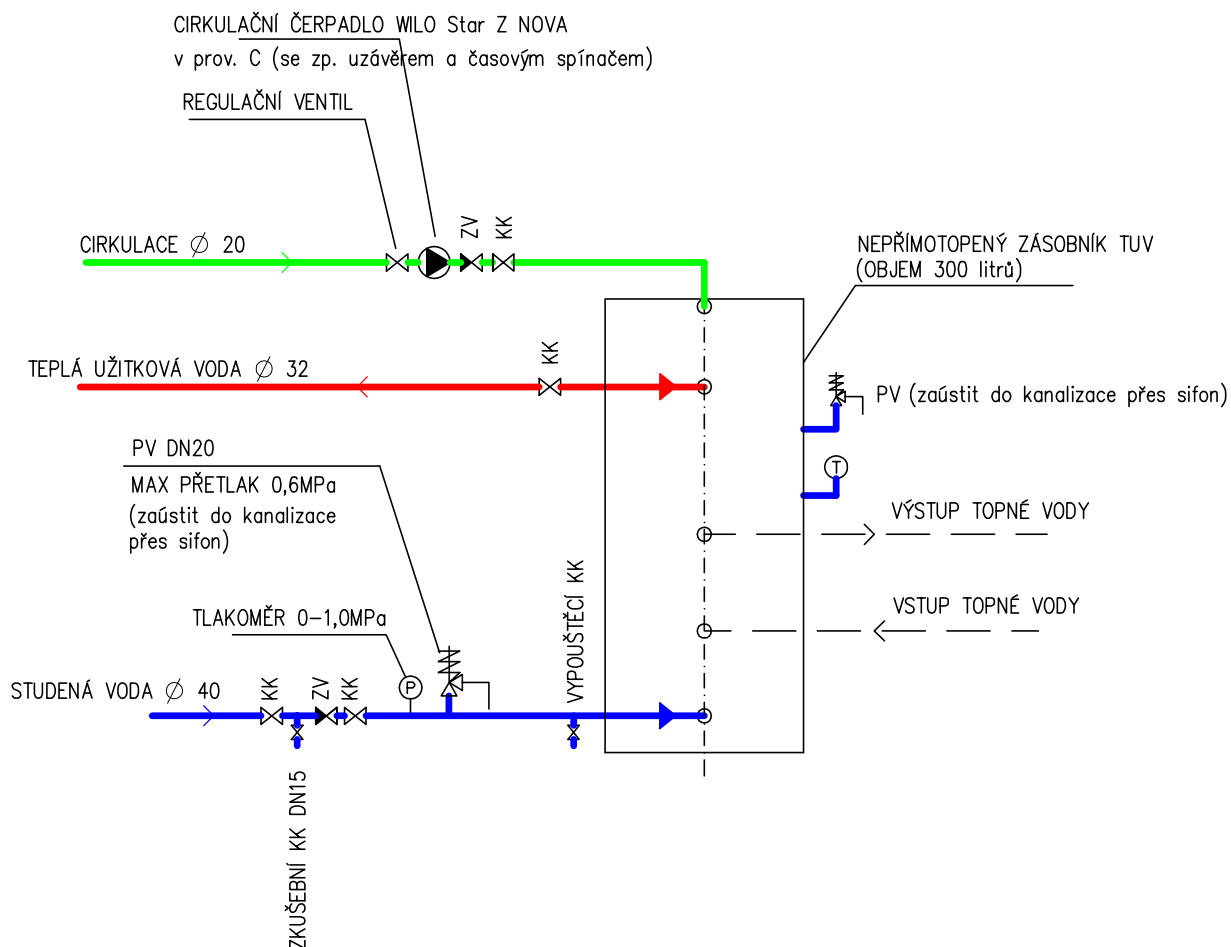 CIRKULAČNÍ ČERPADLO WILO Star Z NOVA
v prov. C (se zp. uzávěrem a časovým spínačem)
REGULAČNÍ VENTIL
CIRKULACE Ø 20
ZV
KK
NEPŘÍMOTOPENÝ ZÁSOBNÍK TUV
(OBJEM 300 litrů)
TEPLÁ UŽITKOVÁ VODA Ø 32
KK
PV (zaústit do kanalizace přes sifon)
PV DN20
MAX PŘETLAK 0,6MPa
(zaústit do kanalizace
přes sifon)
T
VÝSTUP TOPNÉ VODY
VSTUP TOPNÉ VODY
TLAKOMĚR 0-1,0MPa
VYPOUŠTĚCÍ KK
STUDENÁ VODA Ø 40
KK
ZV
KK
P
ZKUŠEBNÍ KK DN15